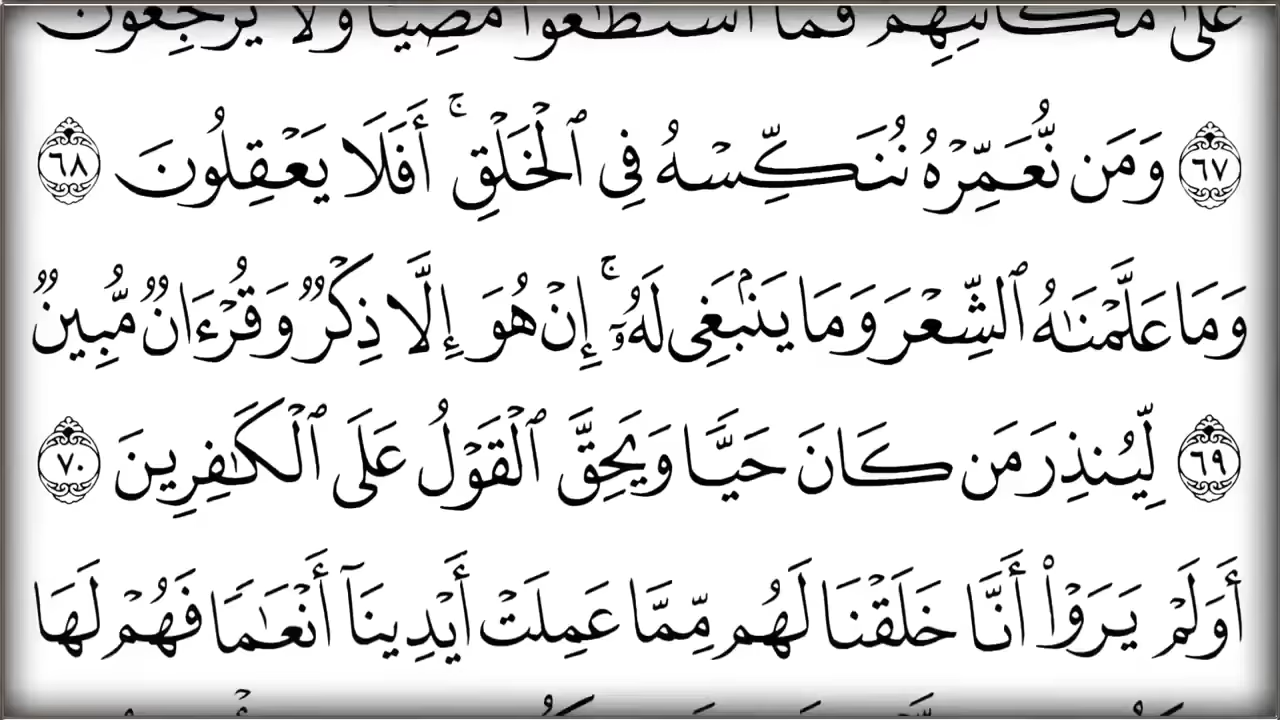 عَلَىٰ مَكَانَتِهِمْ فَمَا ٱسْتَطَٰعُوا۟ مُضِيًّا وَلَا يَرْجِعُونَ
٦٧ وَمَن نُّعَمِّرْهُ نُنَكِّسْهُ فِى ٱلْخَلْقِ ۚ أَفَلَا يَعْقِلُونَ ٦٨
وَمَا عَلَّمْنَٰهُ ٱلشِّعْرَ وَمَا يَنۢبَغِى لَهُۥٓ ۚ إِنْ هُوَ إِلَّا ذِكْرٌ وَقُرْءَانٌ مُّبِينٌ
٦٩ لِّيُنذِرَ مَن كَانَ حَيًّا وَيَحِقَّ ٱلْقَوْلُ عَلَى ٱلْكَٰفِرِينَ ٧٠
أَوَلَمْ يَرَوْا۟ أَنَّا خَلَقْنَا لَهُم مِّمَّا عَمِلَتْ أَيْدِينَآ أَنْعَٰمًا فَهُمْ لَهَا